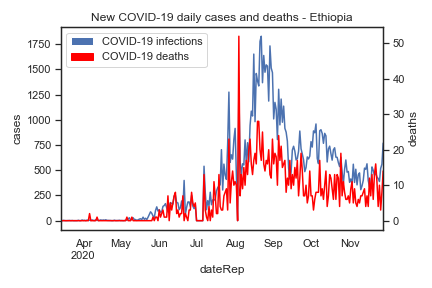 New COVID-19 daily cases and deaths - Ethiopia
COVID-19 infections
COVID-19 deaths
1750
1500
1250
1000
750
500
250
0
cases
50
40
30
20
10
0
deaths
Apr
2020
May
Jun
Jul
Aug
Sep
Oct
Nov
dateRep